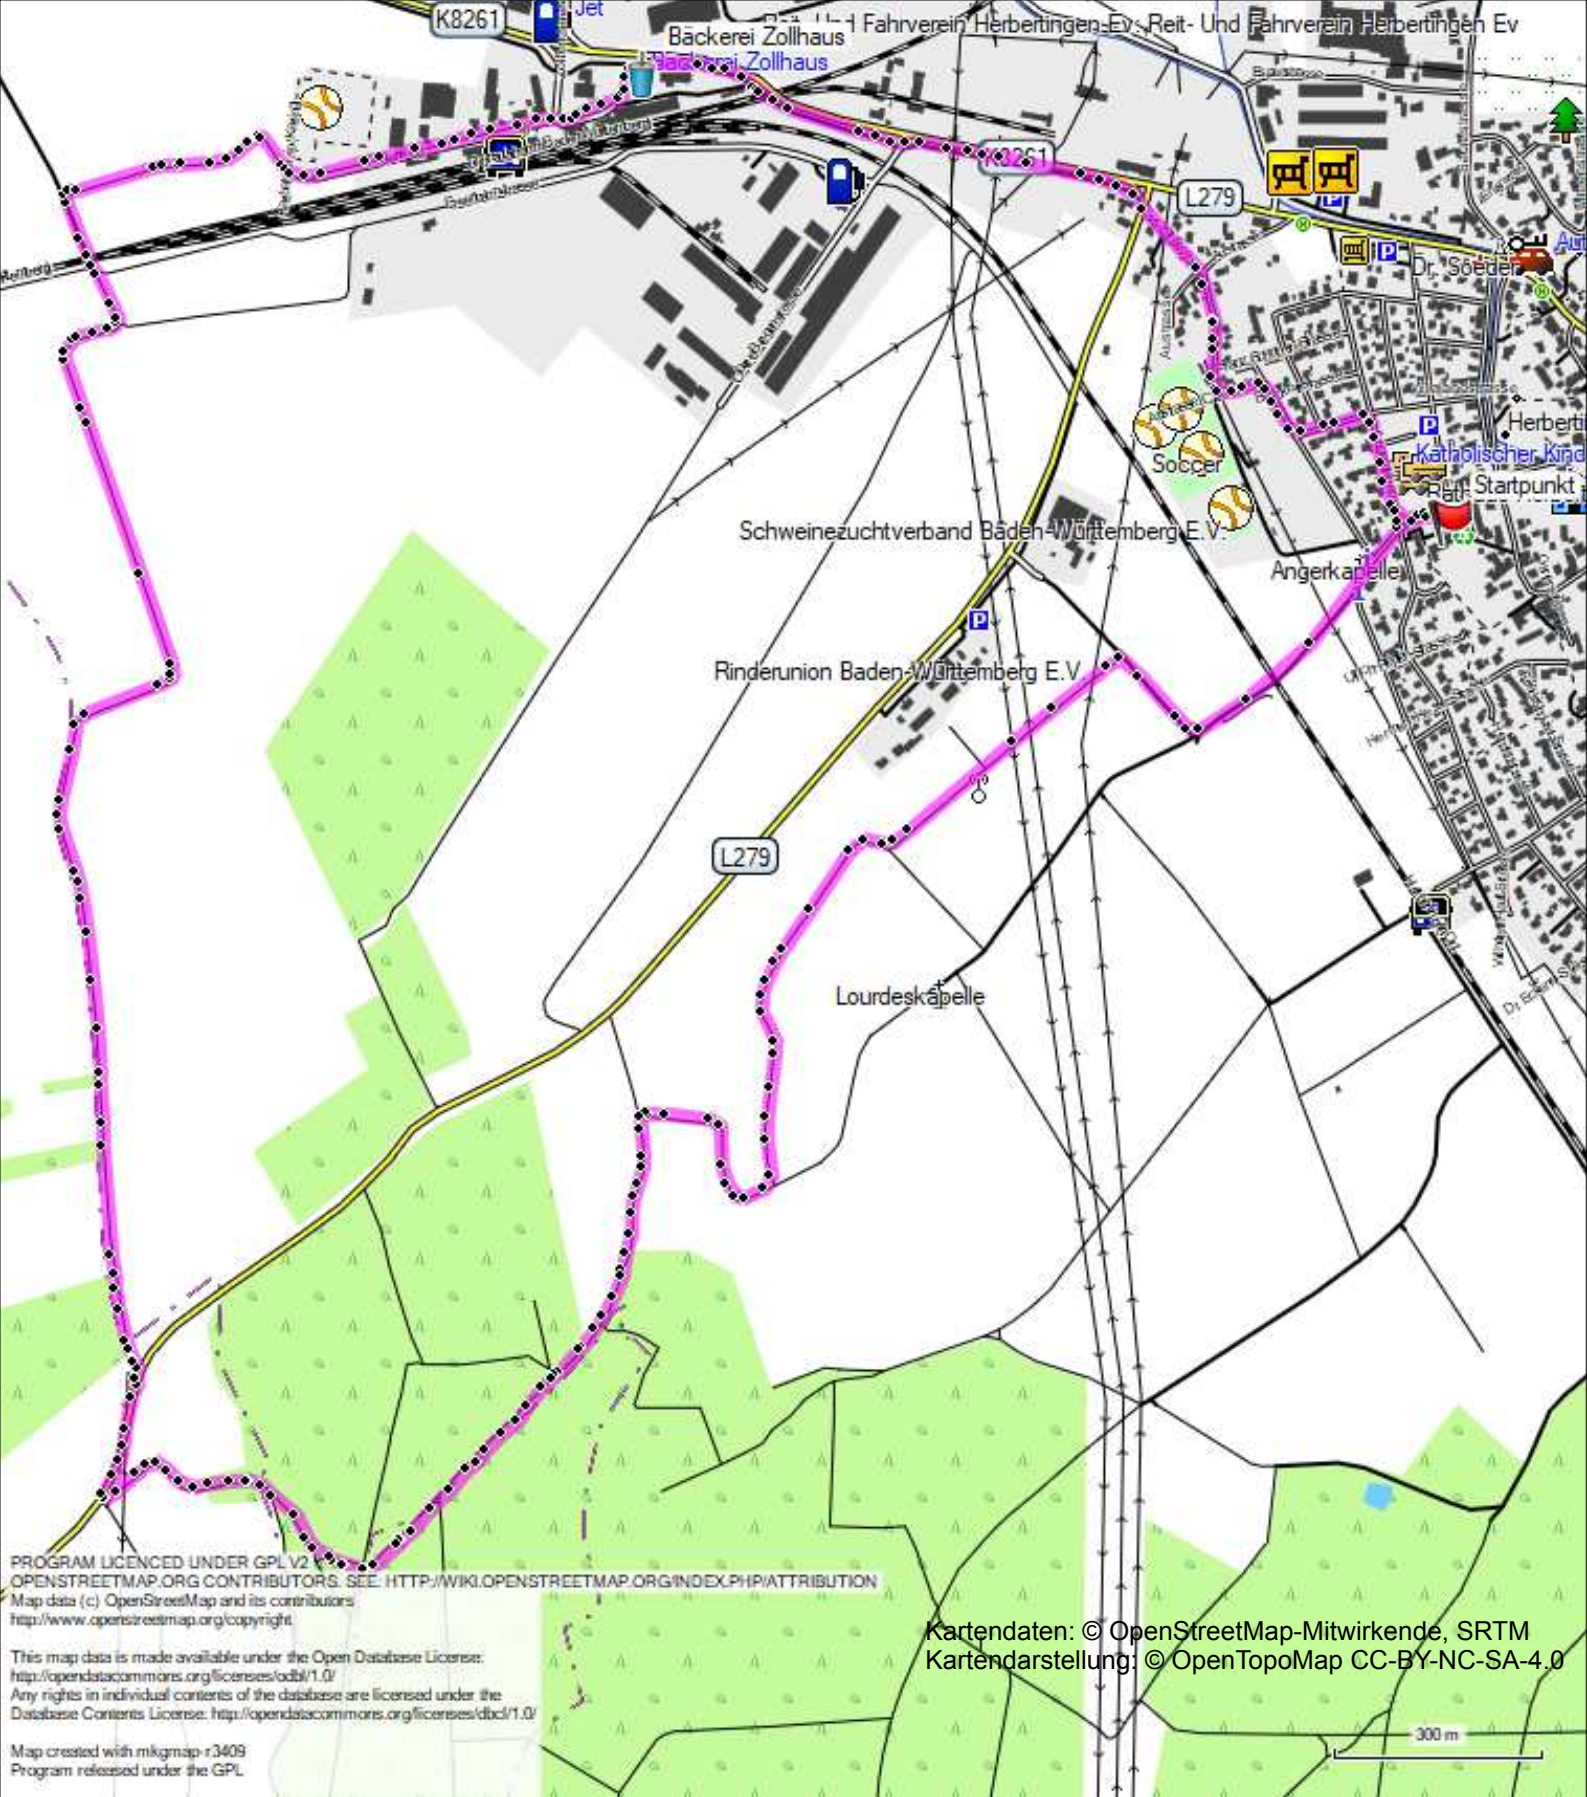 K8261
Jet
Reit- Und Fahrverein Herbertingen Ev
Bäckerei Zollhaus
Bäckerei Zollhaus
K8261
L279
P
P
Dr. Soeder
P
Katholischer Kind
Startpunkt
Soccer
Schweinezuchtverband Baden-Württemberg E.V.
Angerkapelle
P
Rinderunion Baden-Württemberg E.V.
L279
Lourdeskapelle
PROGRAM LICENCED UNDER GPL V2
OPENSTREETMAP.ORG CONTRIBUTORS. SEE: HTTP://WIKI.OPENSTREETMAP.ORG/INDEX.PHP/ATTRIBUTION
Map data (c) OpenStreetMap and its contributors
http://www.openstreetmap.org/copyright
This map data is made available under the Open Database License:
http://opendatacommons.org/licenses/odbl/1.0/
Any rights in individual contents of the database are licensed under the
Database Contents License: http://opendatacommons.org/licenses/dbcl/1.0/
Map created with mkgmap-r3409
Program released under the GPL
Kartendaten: © OpenStreetMap-Mitwirkende, SRTM
Kartendarstellung: © OpenTopoMap CC-BY-NC-SA-4.0
300 m